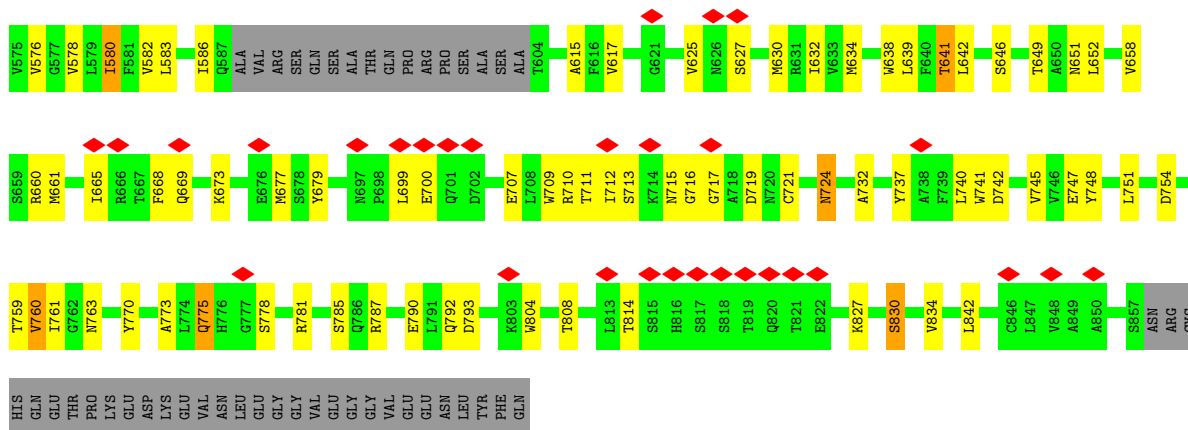 V575 V576 G577 V578 L579 I580 F581 V582 L583 I586 Q587 ALA VAL ARG SER GLN SER ALA THR GLN PRO ARG PRO SER ALA SER ALA T604 A615 F616 V617 G621 V625 N626 S627 M630 R631 I632 V633 M634 W638 L639 F640 T641 L642 S646 T649 A650 N651 L652 V658
S659 R660 M661 I665 R666 T667 F668 Q669 K673 E676 M677 S678 Y679 N697 P698 L699 E700 Q701 D702 E707 L708 W709 R710 T711 I712 S713 K714 N715 G716 G717 A718 D719 N720 C721 N724 A732 Y737 A738 F739 L740 W741 D742 V745 V746 E747 Y748 L751 D754
T759 V760 I761 G762 N763 Y770 A773 L774 Q775 H776 G777 S778 R781 S785 Q786 R787 E790 L791 Q792 D793 K803 W804 T808 L813 T814 S815 H816 S817 S818 T819 Q820 T821 E822 K827 S830 V834 L842 C846 L847 V848 A849 A850 S857 ASN ARG CYS
HIS GLN GLU THR PRO LYS GLU ASP LYS GLU VAL ASN LEU GLU GLY GLY VAL GLU GLY GLY VAL GLU GLU ASN LEU TYR PHE GLN